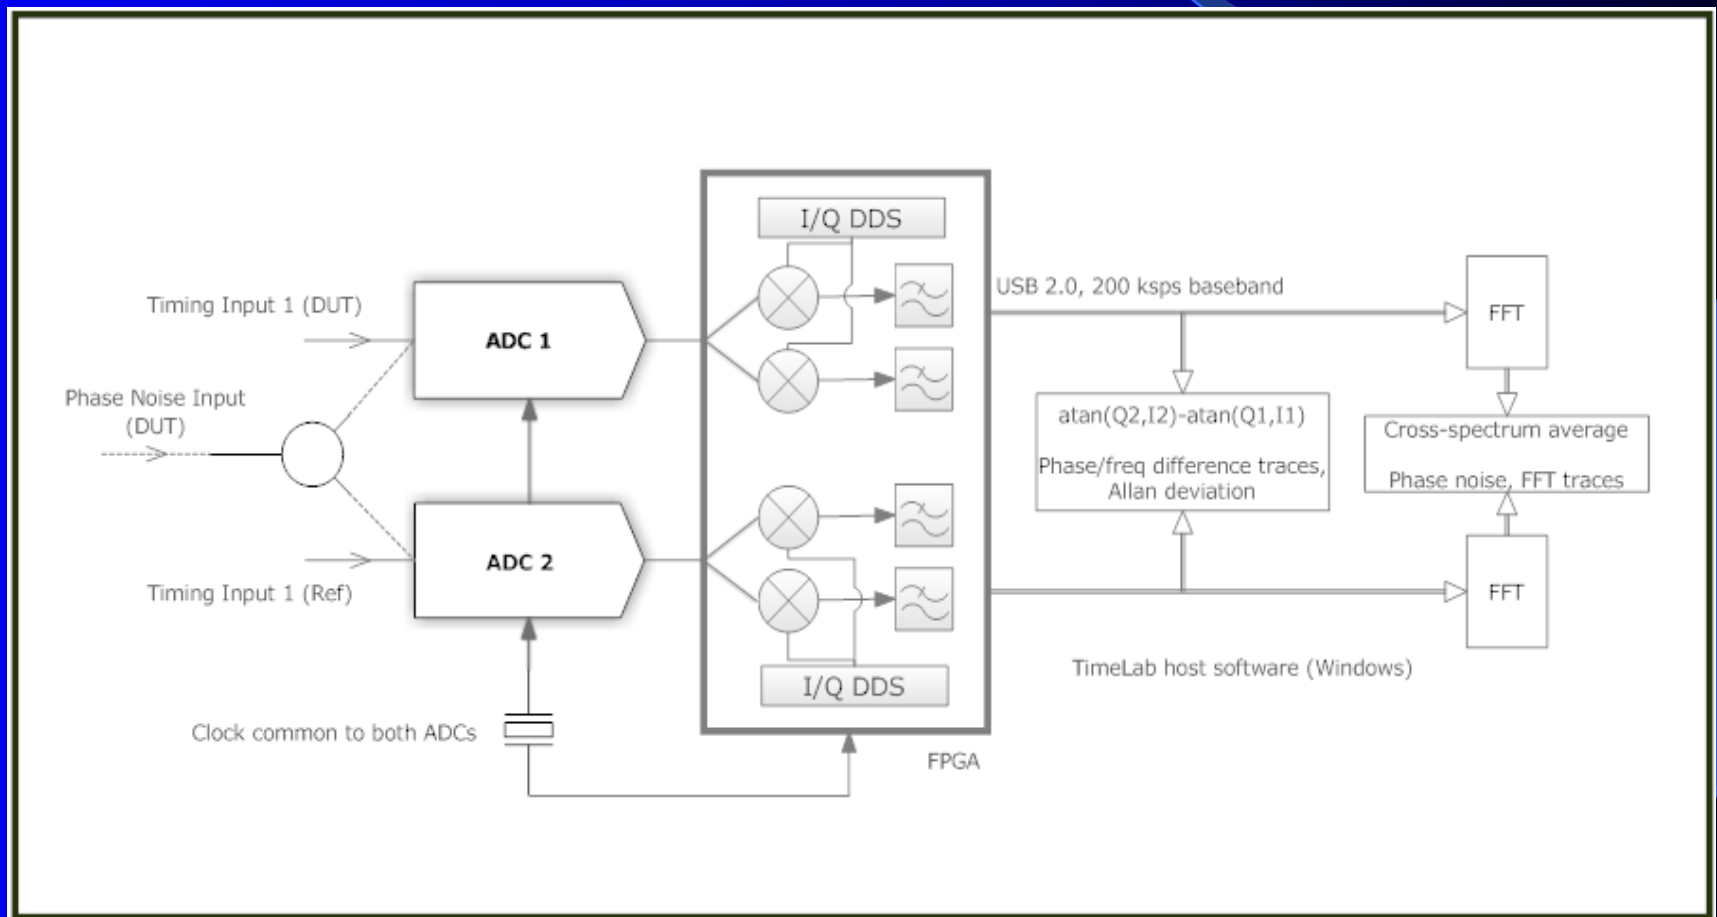 I/Q DDS
Timing Input 1 (DUT)
ADC 1
USB 2.0, 200 ksps baseband
FFT
Phase Noise Input
(DUT)
atan(Q2,I2)-atan(Q1,I1)
Phase/freq difference traces,
Allan deviation
Cross-spectrum average
Phase noise, FFT traces
ADC 2
Timing Input 1 (Ref)
FFT
I/Q DDS
TimeLab host software (Windows)
Clock common to both ADCs
FPGA